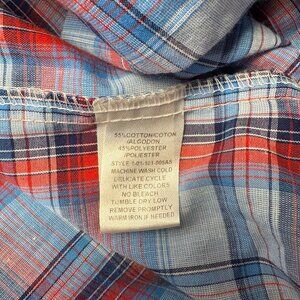 55%COTTON/COTON
/ALGODON
45%POLYESTER
/POLIESTER
MACHINE WASH COLD
DELICATE CYCLE
WITH LIKE COLORS
NO BLEACH
TUMBLE DRY LOW
REMOVE PROMPTLY
WARM IRON IF NEEDED